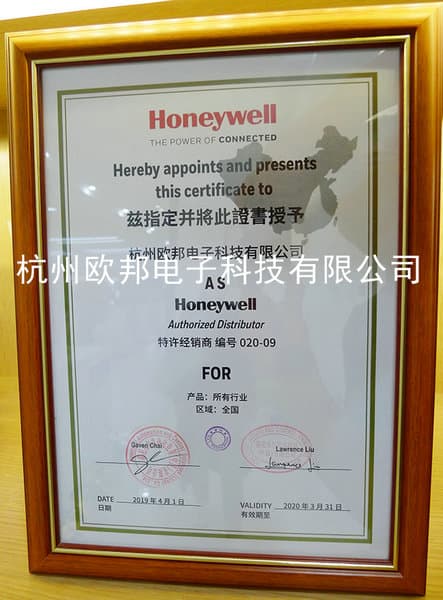 Honeywell
THE POWER OF CONNECTED
Hereby appoints and presents
this certificate to
兹指定并將此證書授予
杭州欧邦电子科技有限公司
杭州欧邦电子科技有限公司
AS
Honeywell
Authorized Distributor
特许经销商 编号 020-09
FOR
产品：所有行业
区域：全国
Gaven Chai
Lawrence Liu
DATE 2019年4月1日
日期
VALIDITY 2020年3月31日
有效期至